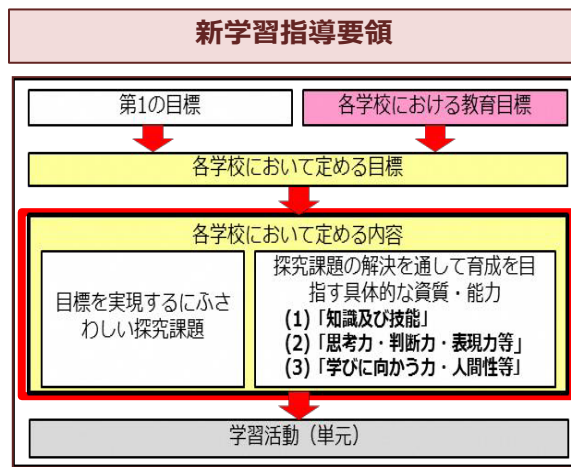 新学習指導要領
第1の目標
各学校における教育目標
各学校において定める目標
各学校において定める内容
目標を実現するにふさ
わしい探究課題
探究課題の解決を通して育成を目
指す具体的な資質・能力
(1)「知識及び技能」
(2)「思考力・判断力・表現力等」
(3)「学びに向かう力・人間性等」
学習活動（単元）